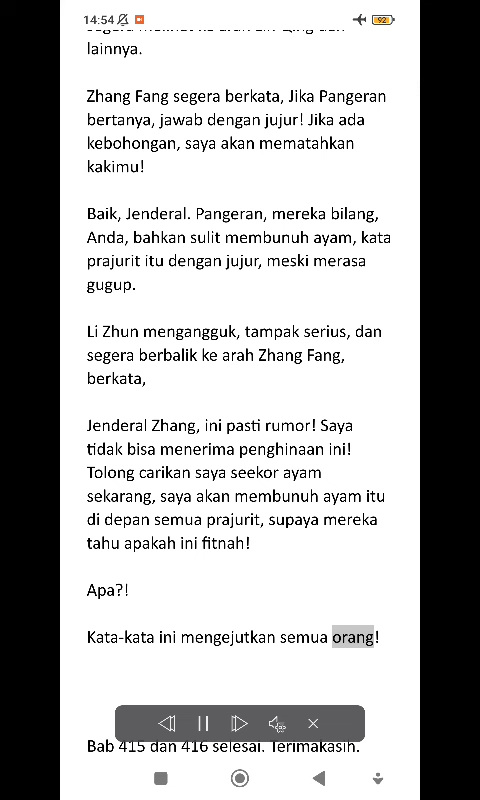 14:54
92
lainnya.
Zhang Fang segera berkata, Jika Pangeran
bertanya, jawab dengan jujur! Jika ada
kebohongan, saya akan mematahkan
kakimu!
Baik, Jenderal. Pangeran, mereka bilang,
Anda, bahkan sulit membunuh ayam, kata
prajurit itu dengan jujur, meski merasa
gugup.
Li Zhun mengangguk, tampak serius, dan
segera berbalik ke arah Zhang Fang,
berkata,
Jenderal Zhang, ini pasti rumor! Saya
tidak bisa menerima penghinaan ini!
Tolong carikan saya seekor ayam
sekarang, saya akan membunuh ayam itu
di depan semua prajurit, supaya mereka
tahu apakah ini fitnah!
Apa?!
Kata-kata ini mengejutkan semua orang!
Bab 415 dan 416 selesai. Terimakasih.